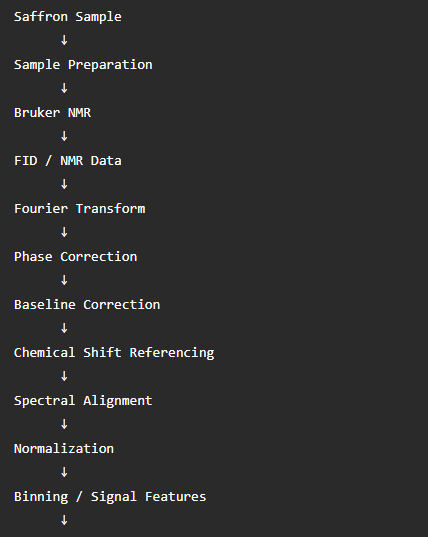 Saffron Sample
↓
Sample Preparation
↓
Bruker NMR
↓
FID / NMR Data
↓
Fourier Transform
↓
Phase Correction
↓
Baseline Correction
↓
Chemical Shift Referencing
↓
Spectral Alignment
↓
Normalization
↓
Binning / Signal Features
↓